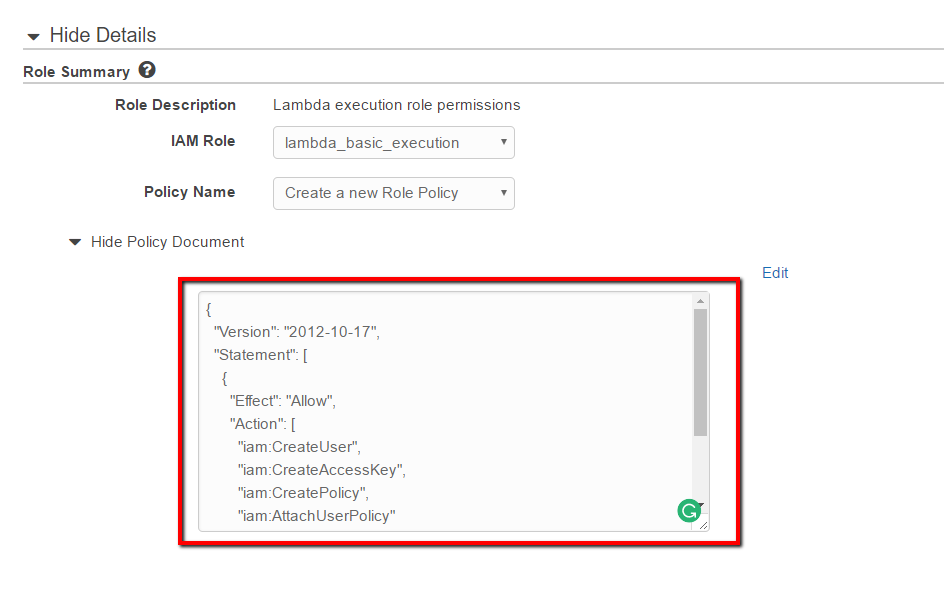 Hide Details
Role Summary ?
Role Description Lambda execution role permissions
IAM Role lambda_basic_execution
Policy Name Create a new Role Policy
Hide Policy Document
Edit
{
"Version": "2012-10-17",
"Statement": [
{
"Effect": "Allow",
"Action": [
"iam:CreateUser",
"iam:CreateAccessKey",
"iam:CreatePolicy",
"iam:AttachUserPolicy"